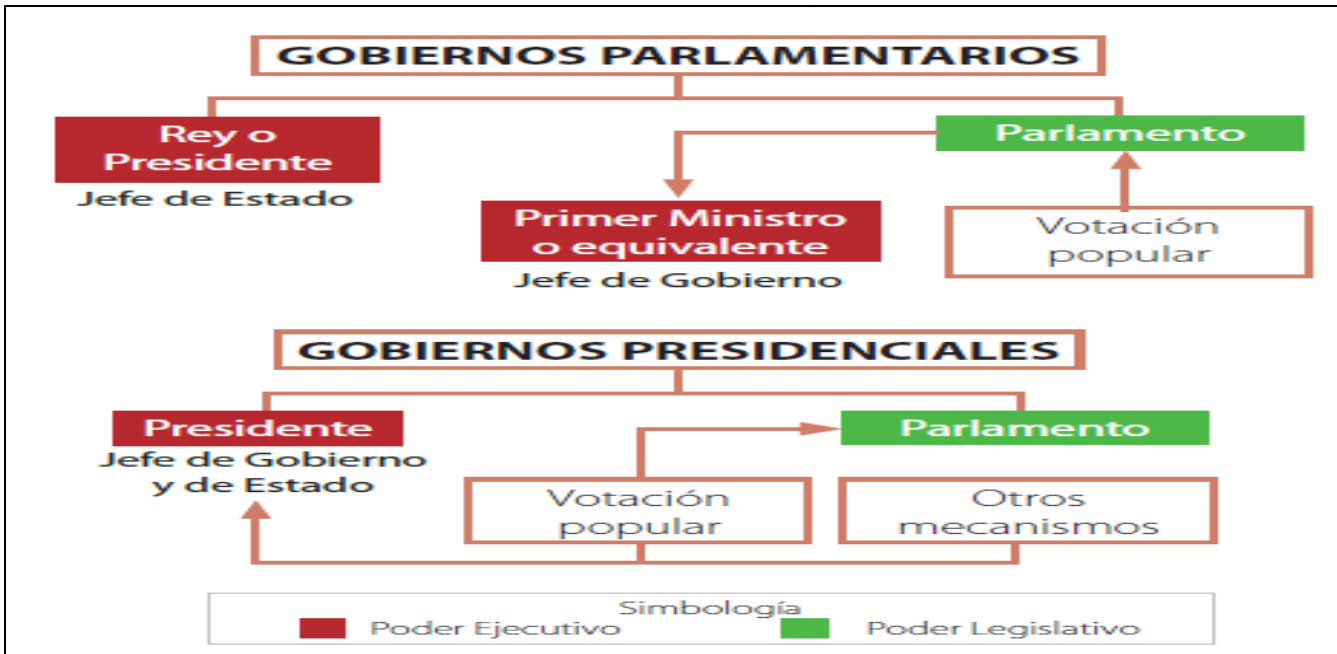 GOBIERNOS PARLAMENTARIOS
Rey o
Presidente
Jefe de Estado
Parlamento
Primer Ministro
o equivalente
Jefe de Gobierno
Votación
popular
GOBIERNOS PRESIDENCIALES
Presidente
Jefe de Gobierno
y de Estado
Parlamento
Votación
popular
Otros
mecanismos
Simbología
Poder Ejecutivo
Poder Legislativo